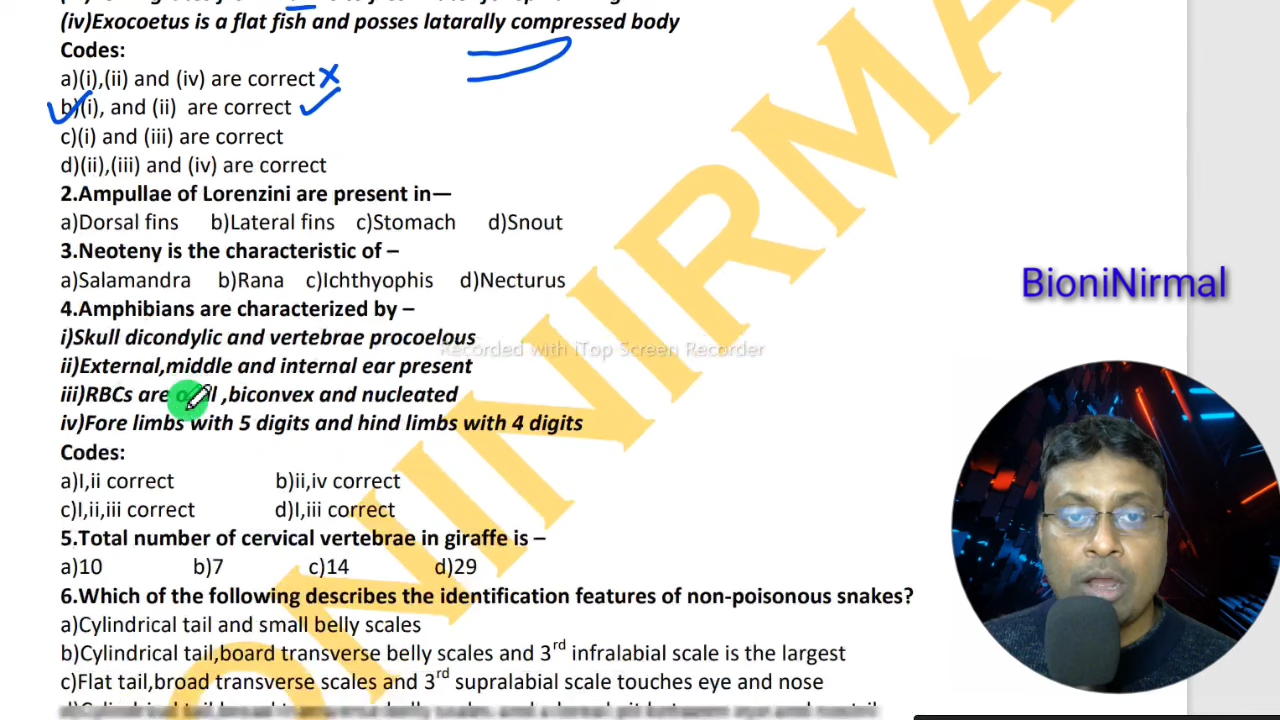 (iv)Exocoetus is a flat fish and posses latarally compressed body
Codes:
a)(i),(ii) and (iv) are correct
b)(i), and (ii) are correct
c)(i) and (iii) are correct
d)(ii),(iii) and (iv) are correct
2.Ampullae of Lorenzini are present in—
a)Dorsal fins b)Lateral fins c)Stomach d)Snout
3.Neoteny is the characteristic of –
a)Salamandra b)Rana c)Ichthyophis d)Necturus
BioniNirmal
4.Amphibians are characterized by –
i)Skull dicondylic and vertebrae procoelous
Recorded with iTop Screen Recorder
ii)External,middle and internal ear present
iii)RBCs are ,biconvex and nucleated
iv)Fore limbs with 5 digits and hind limbs with 4 digits
Codes:
a)I,ii correct b)ii,iv correct
c)I,ii,iii correct d)I,iii correct
5.Total number of cervical vertebrae in giraffe is –
a)10 b)7 c)14 d)29
6.Which of the following describes the identification features of non-poisonous snakes?
a)Cylindrical tail and small belly scales
b)Cylindrical tail,board transverse belly scales and 3rd infralabial scale is the largest
c)Flat tail,broad transverse scales and 3rd supralabial scale touches eye and nose
ONINIRMA